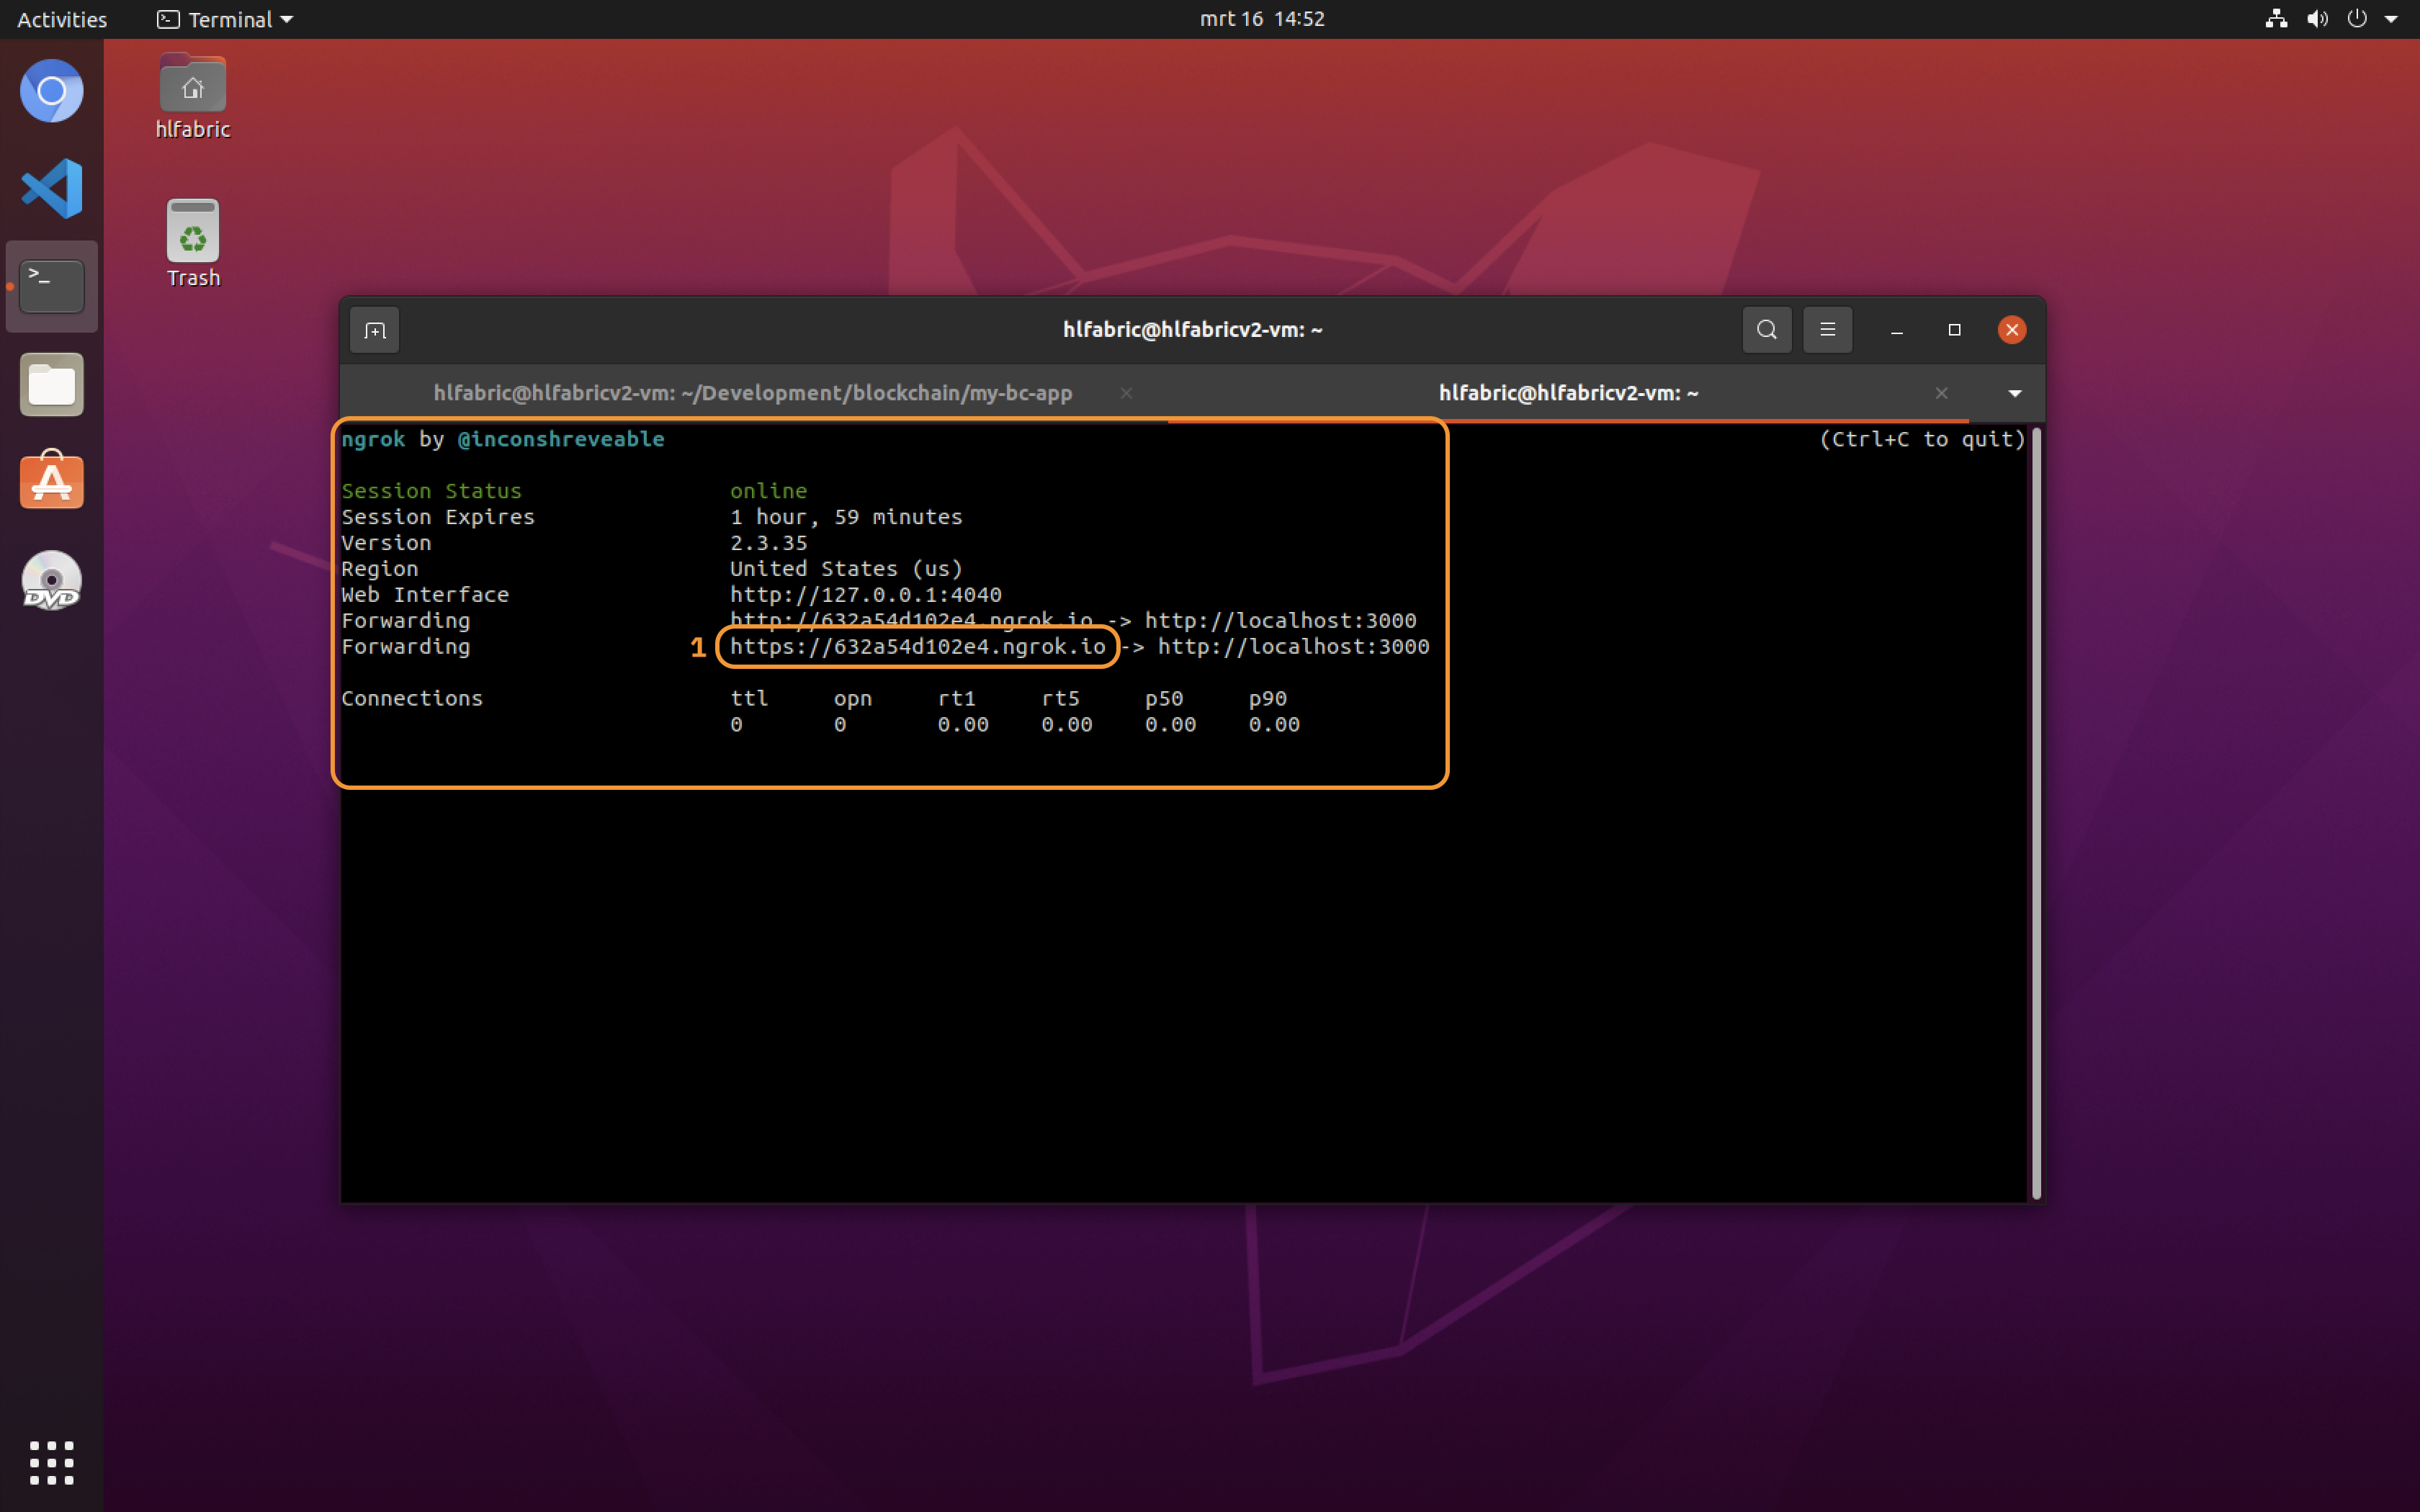 Activities Terminal mrt 16 14:52
hlfabric
Trash
hlfabric@hlfabricv2-vm: ~
hlfabric@hlfabricv2-vm: ~/Development/blockchain/my-bc-app
hlfabric@hlfabricv2-vm: ~
ngrok by @inconshreveable (Ctrl+C to quit)
Session Status online
Session Expires 1 hour, 59 minutes
Version 2.3.35
Region United States (us)
Web Interface http://127.0.0.1:4040
Forwarding http://632a54d102e4.ngrok.io -> http://localhost:3000
Forwarding 1 https://632a54d102e4.ngrok.io -> http://localhost:3000
Connections ttl opn rt1 rt5 p50 p90
0 0 0.00 0.00 0.00 0.00
>_
A
DVD